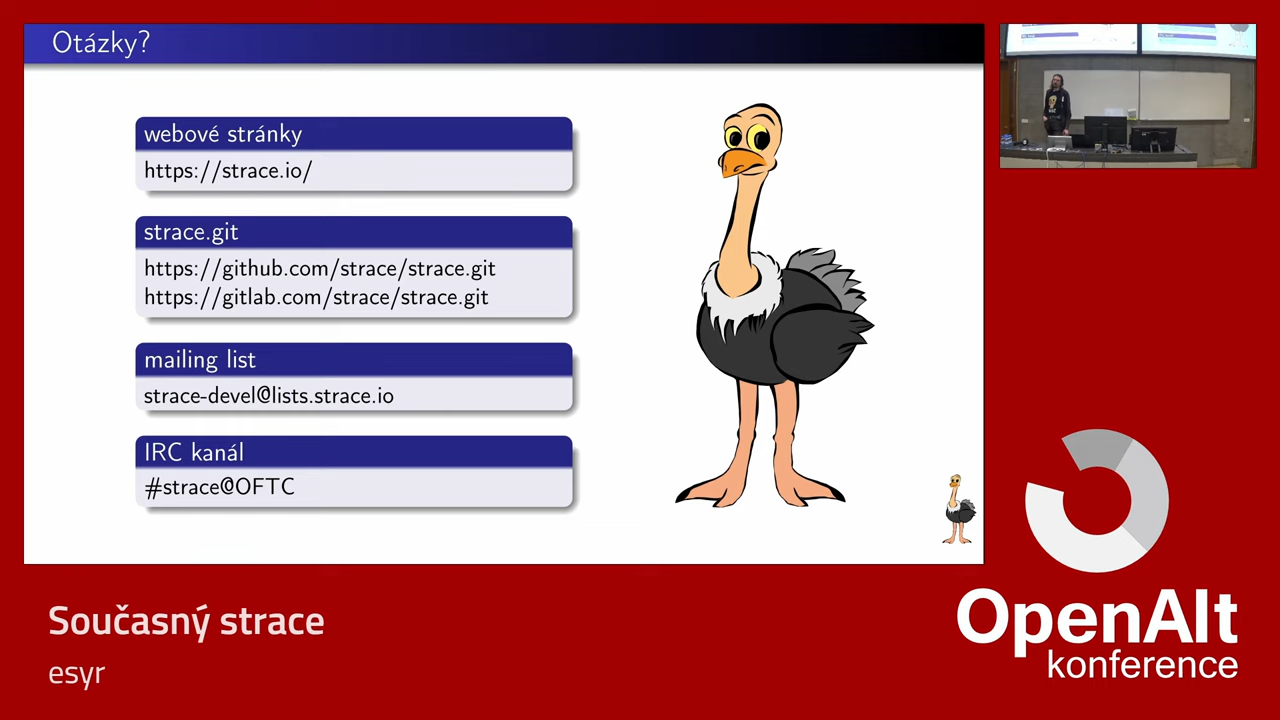 Otázky?
webové stránky
https://strace.io/
strace.git
https://github.com/strace/strace.git
https://gitlab.com/strace/strace.git
mailing list
strace-devel@lists.strace.io
IRC kanál
#strace@OFTC
Současný strace
esyr
OpenAlt
konference